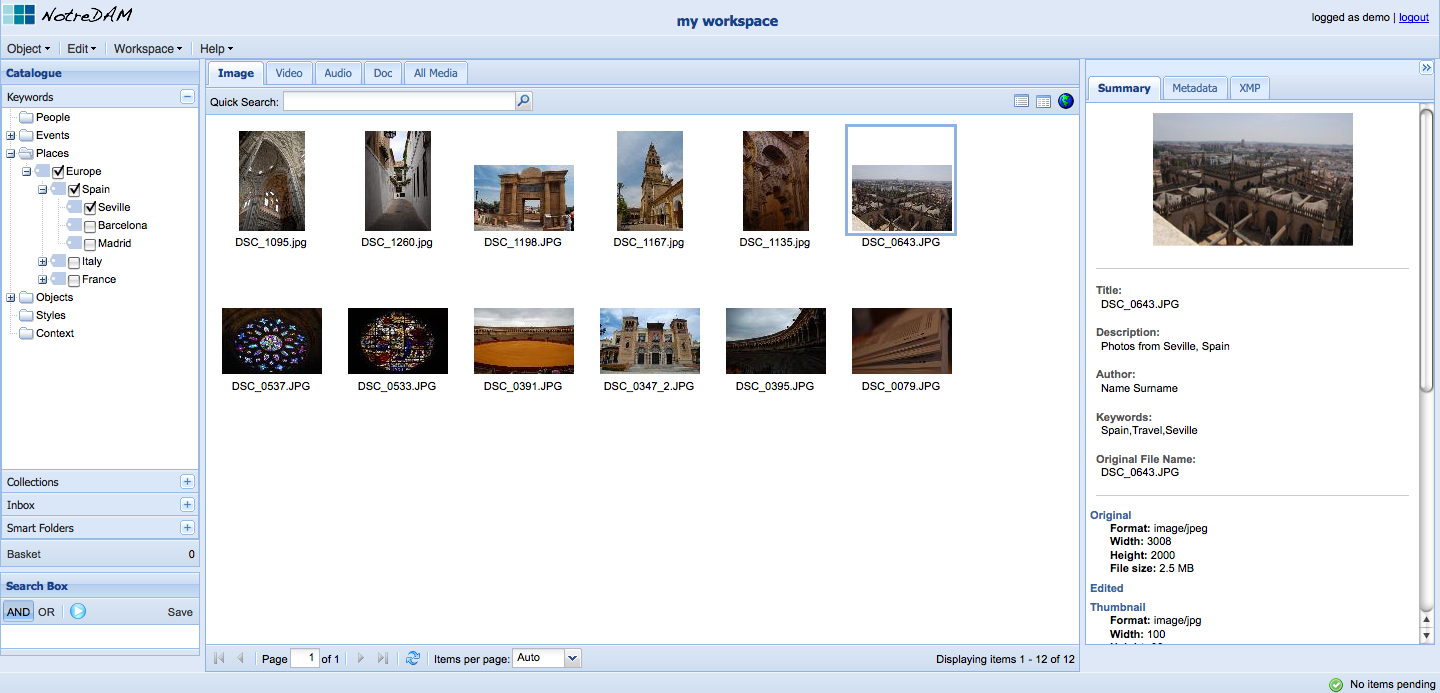 NotreDAM
my workspace
logged as demo | logout
Object Edit Workspace Help
Catalogue
Keywords
People
Events
Places
Europe
Spain
Seville
Barcelona
Madrid
Italy
France
Objects
Styles
Context
Collections
Inbox
Smart Folders
Basket 0
Search Box
AND OR Save
Image Video Audio Doc All Media
Quick Search:
DSC_1095.jpg DSC_1260.jpg DSC_1198.JPG DSC_1167.jpg DSC_1135.jpg DSC_0643.JPG
DSC_0537.JPG DSC_0533.JPG DSC_0391.JPG DSC_0347_2.JPG DSC_0395.JPG DSC_0079.JPG
Page 1 of 1 Items per page: Auto Displaying items 1 - 12 of 12
Summary Metadata XMP
Title:
DSC_0643.JPG
Description:
Photos from Seville, Spain
Author:
Name Surname
Keywords:
Spain,Travel,Seville
Original File Name:
DSC_0643.JPG
Original
Format: image/jpeg
Width: 3008
Height: 2000
File size: 2.5 MB
Edited
Thumbnail
Format: image/jpg
Width: 100
No items pending